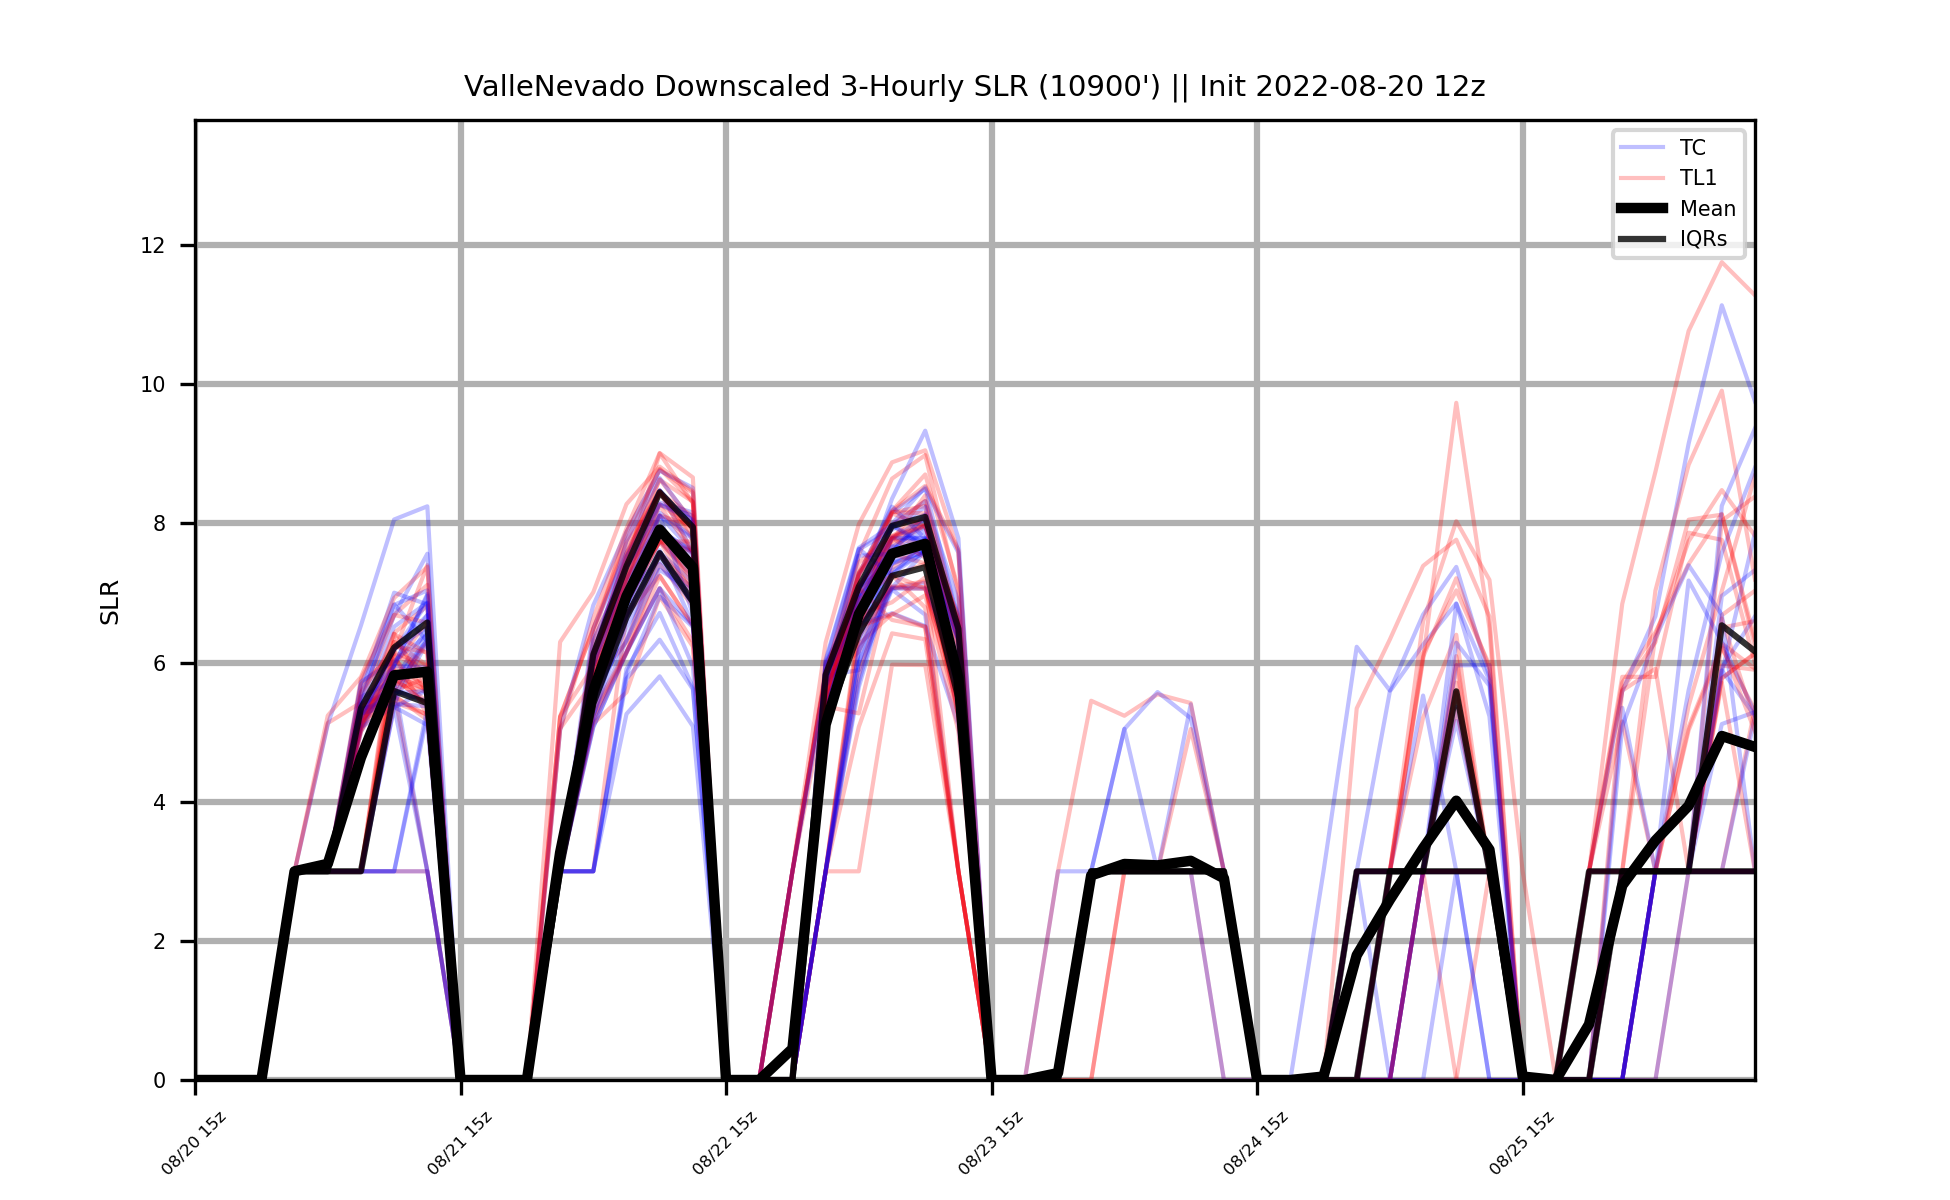 ValleNevado Downscaled 3-Hourly SLR (10900') || Init 2022-08-20 12z
TC
TL1
Mean
IQRs
SLR
12
10
8
6
4
2
0
08/20 15z
08/21 15z
08/22 15z
08/23 15z
08/24 15z
08/25 15z